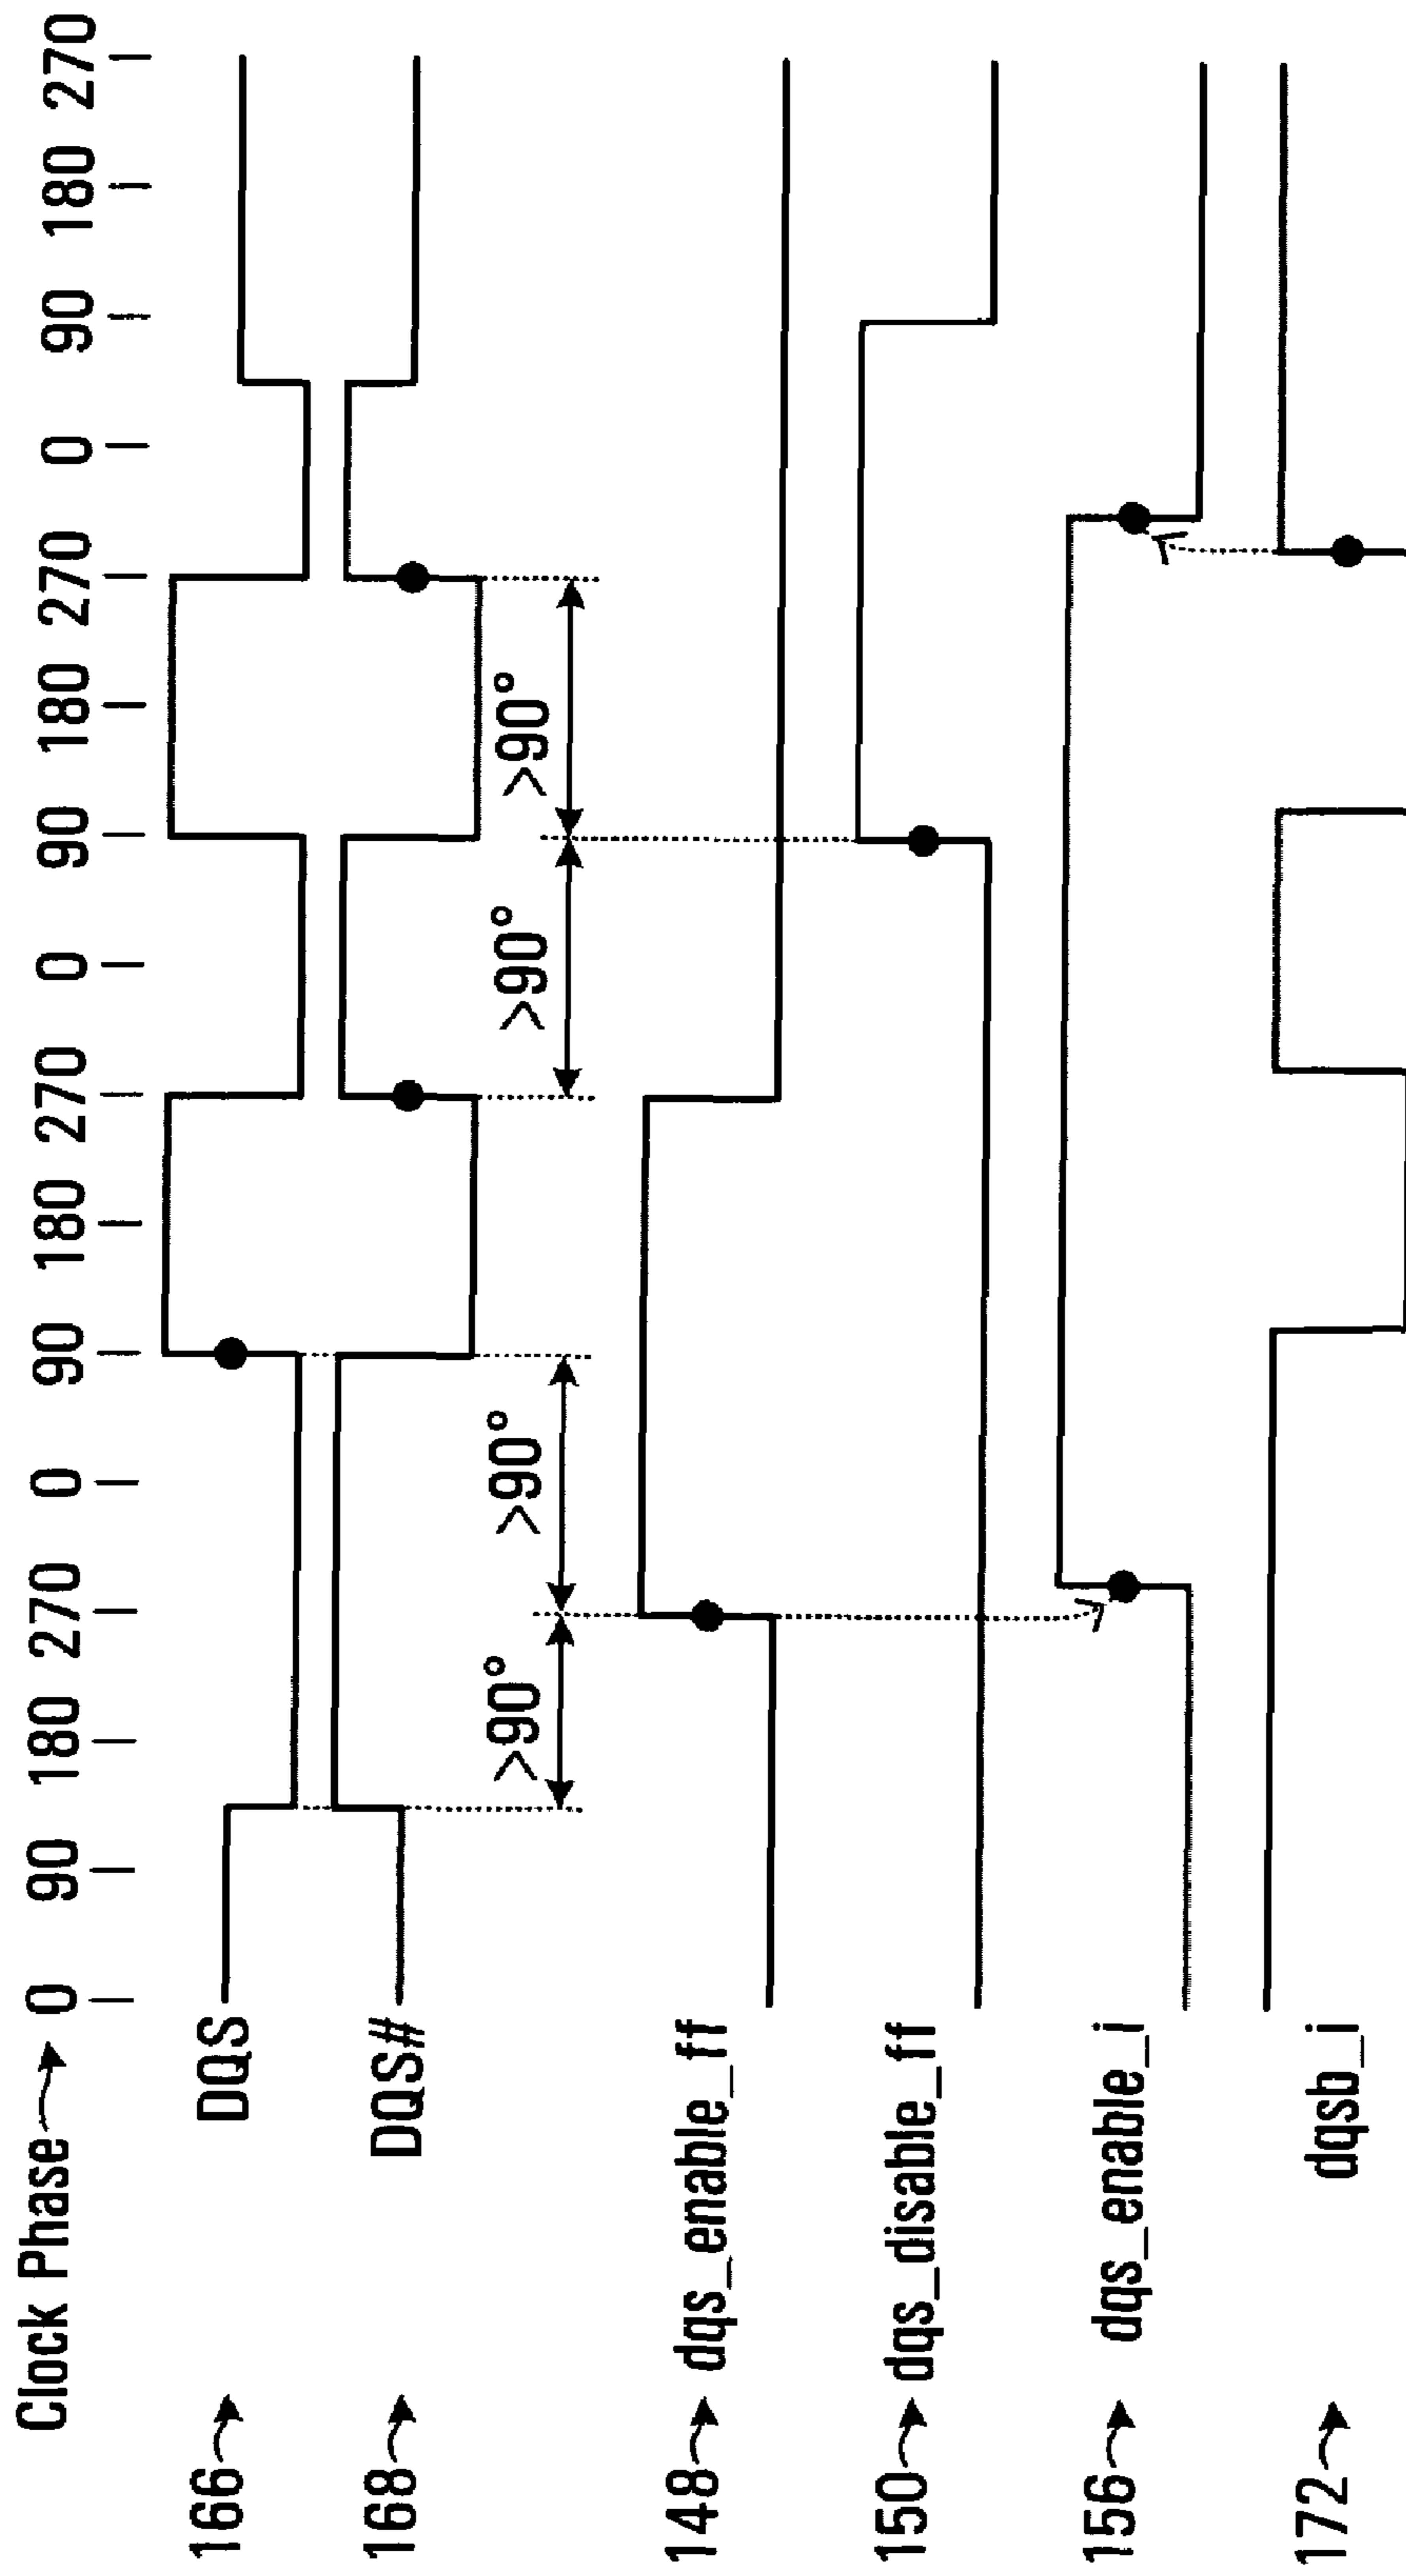 Clock Phase 0 90 180 270 0 90 180 270 0 90 180 270 0 90 180 270
166 DQS
168 DQS#
>90° >90° >90° >90°
148 dqs_enable_ff
150 dqs_disable_ff
156 dqs_enable_i
172 dqsb_i